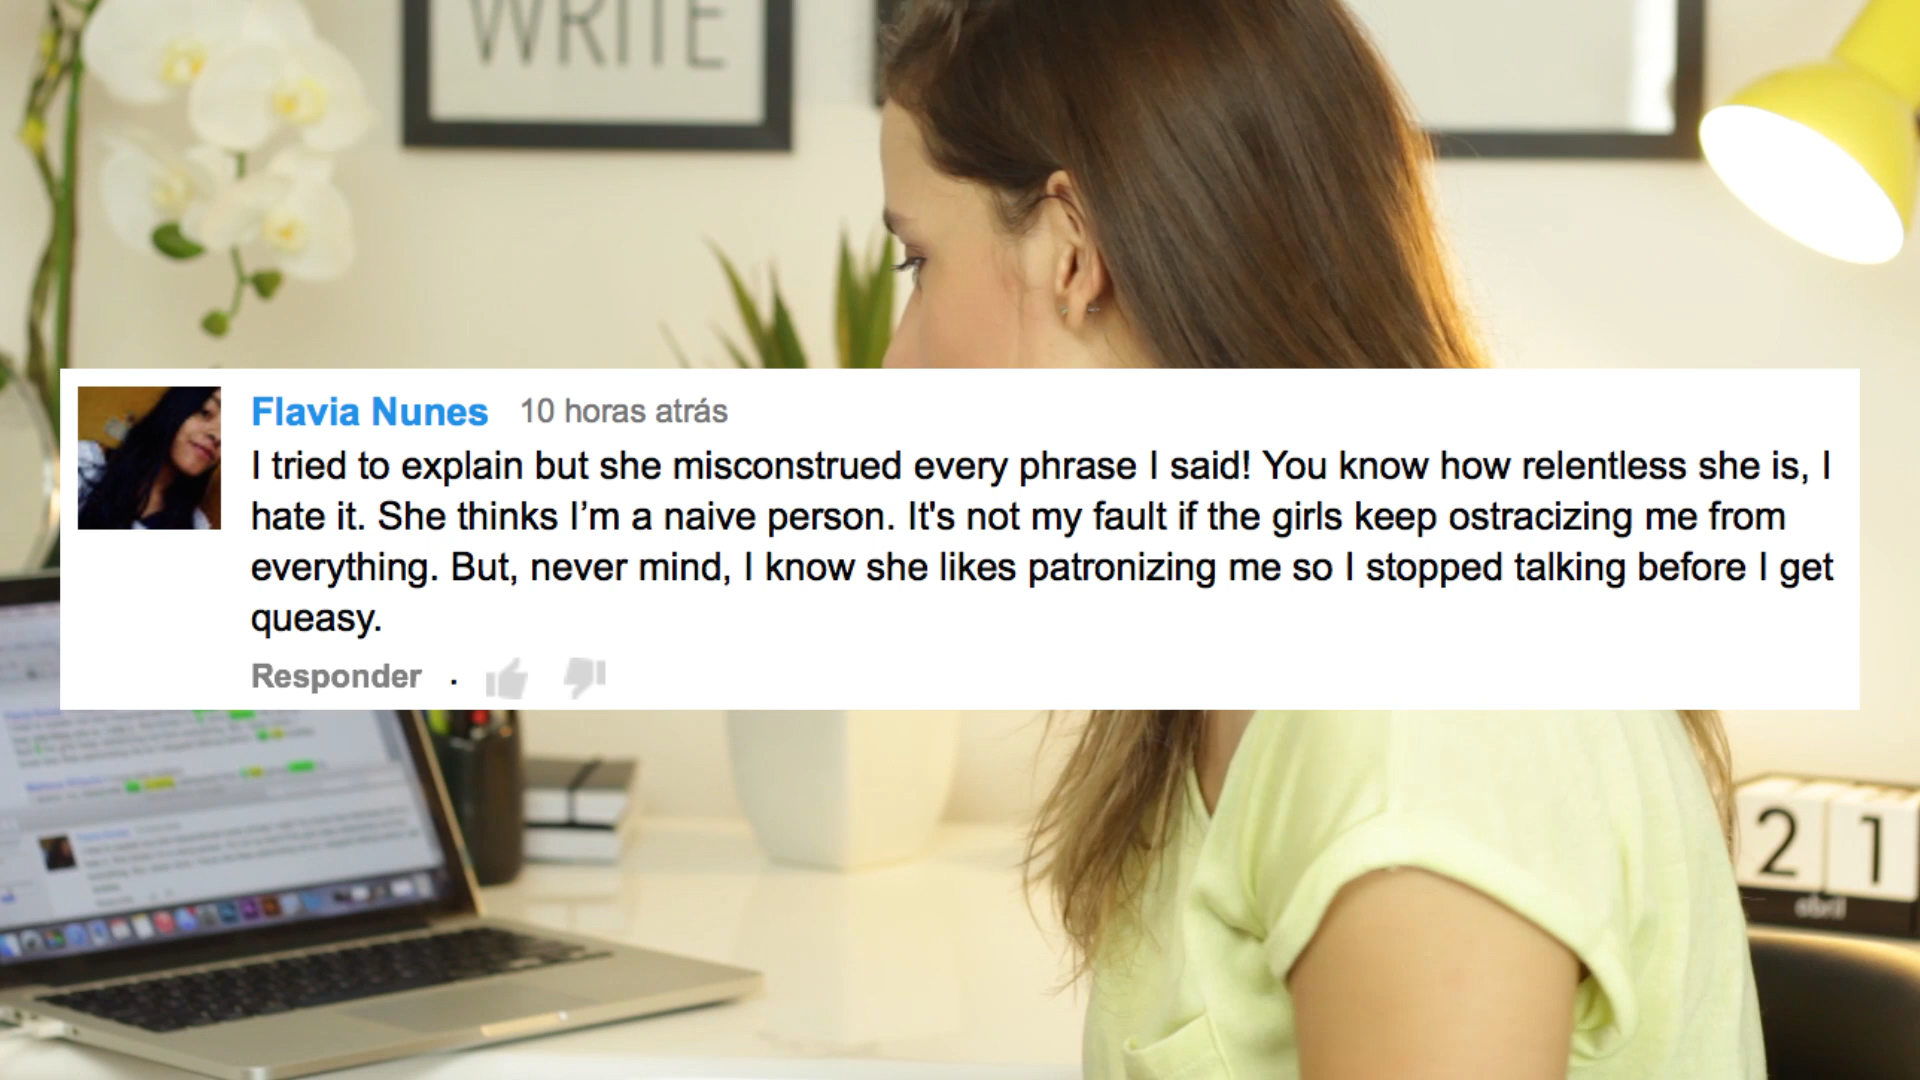 WRITE
Flavia Nunes 10 horas atrás
I tried to explain but she misconstrued every phrase I said! You know how relentless she is, I
hate it. She thinks I’m a naive person. It's not my fault if the girls keep ostracizing me from
everything. But, never mind, I know she likes patronizing me so I stopped talking before I get
queasy.
Responder .
2 1
abril